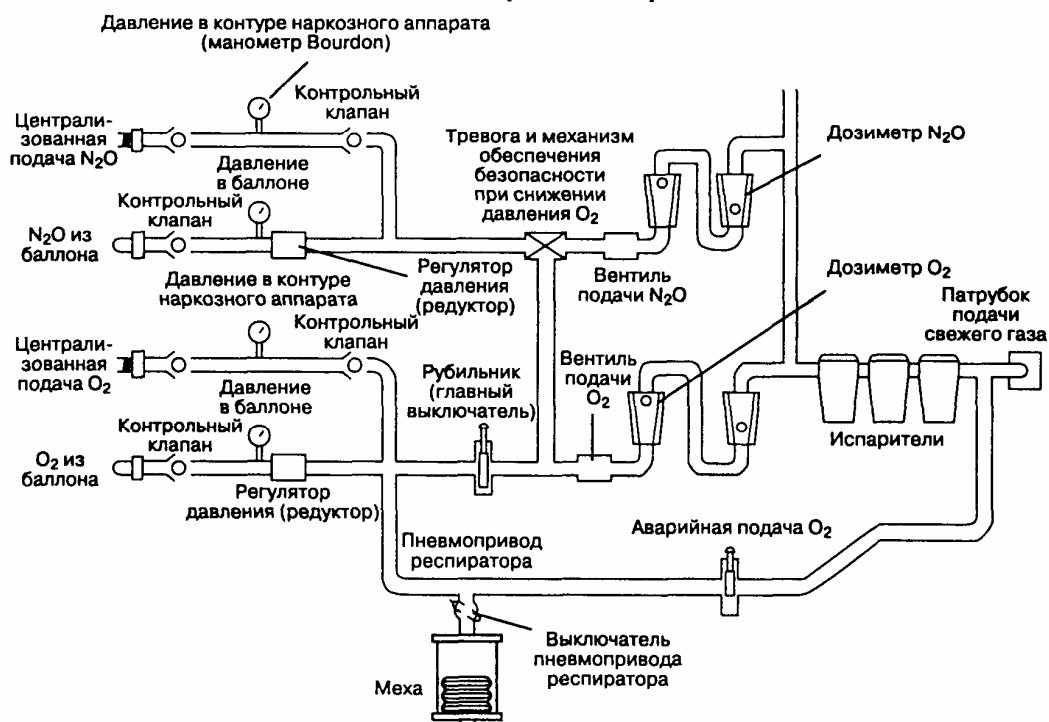 Давление в контуре наркозного аппарата
(манометр Bourdon)
Централи-
зованная
подача N₂O
Контрольный
клапан
Давление
в баллоне
Тревога и механизм
обеспечения
безопасности
при снижении
давления O₂
Дозиметр N₂O
Контрольный
клапан
N₂O из
баллона
Давление в контуре
наркозного аппарата
Регулятор
давления
(редуктор)
Вентиль
подачи N₂O
Дозиметр O₂
Патрубок
подачи
свежего газа
Централи-
зованная
подача O₂
Контрольный
клапан
Давление
в баллоне
Рубильник
(главный
выключатель)
Вентиль
подачи
O₂
Испарители
Контрольный
клапан
O₂ из
баллона
Регулятор
давления (редуктор)
Пневмопривод
респиратора
Аварийная подача O₂
Выключатель
пневмопривода
респиратора
Меха